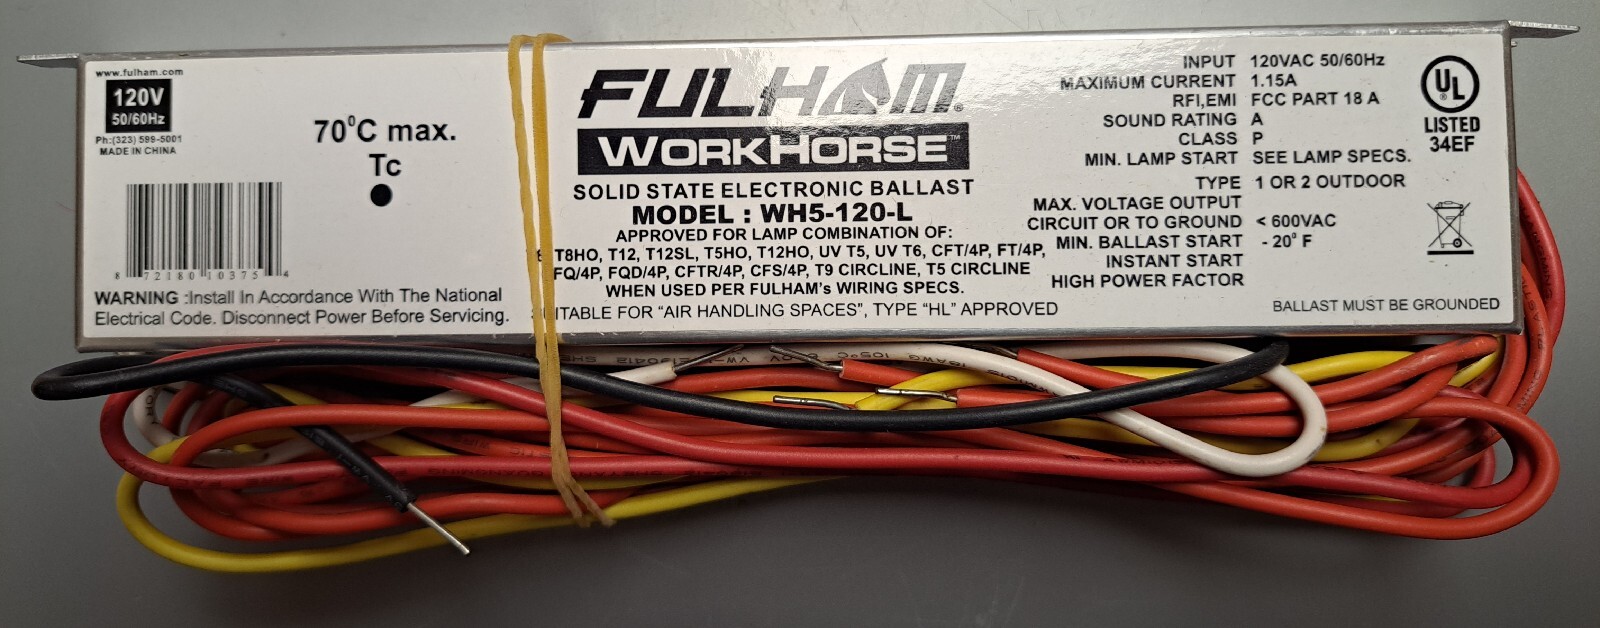 www.fulham.com
120V
50/60Hz
Ph:(323) 599-5001
MADE IN CHINA
70°C max.
Tc
8 72180 10375 4
WARNING :Install In Accordance With The National
Electrical Code. Disconnect Power Before Servicing.
FULHAM®
WORKHORSE™
SOLID STATE ELECTRONIC BALLAST
MODEL : WH5-120-L
APPROVED FOR LAMP COMBINATION OF:
T8HO, T12, T12SL, T5HO, T12HO, UV T5, UV T6, CFT/4P, FT/4P,
FQ/4P, FQD/4P, CFTR/4P, CFS/4P, T9 CIRCLINE, T5 CIRCLINE
WHEN USED PER FULHAM's WIRING SPECS.
SUITABLE FOR "AIR HANDLING SPACES", TYPE "HL" APPROVED
INPUT 120VAC 50/60Hz
MAXIMUM CURRENT 1.15A
RFI,EMI FCC PART 18 A
SOUND RATING A
CLASS P
MIN. LAMP START SEE LAMP SPECS.
TYPE 1 OR 2 OUTDOOR
MAX. VOLTAGE OUTPUT
CIRCUIT OR TO GROUND < 600VAC
MIN. BALLAST START - 20° F
INSTANT START
HIGH POWER FACTOR
UL
®
LISTED
34EF
BALLAST MUST BE GROUNDED
105°C